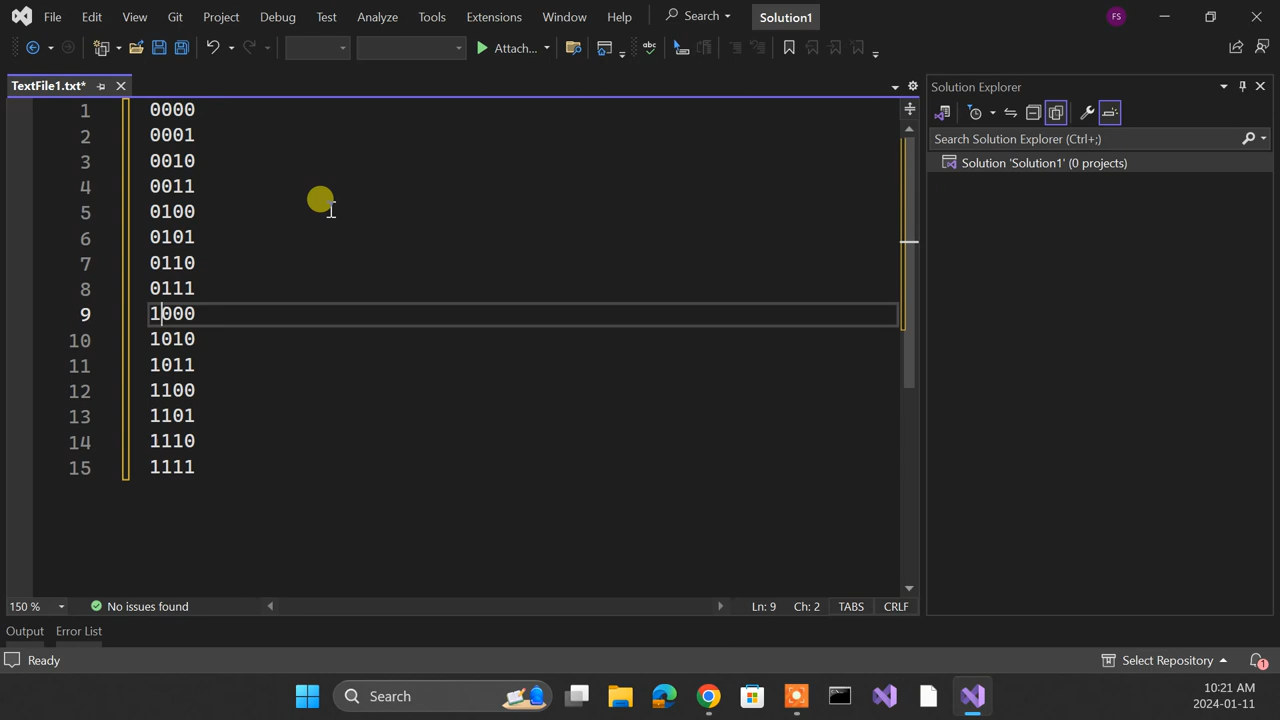 File Edit View Git Project Debug Test Analyze Tools Extensions Window Help Search Solution1 FS
Attach...
TextFile1.txt*
Solution Explorer
Search Solution Explorer (Ctrl+;)
Solution 'Solution1' (0 projects)
1 0000
2 0001
3 0010
4 0011
5 0100
6 0101
7 0110
8 0111
9 1000
10 1010
11 1011
12 1100
13 1101
14 1110
15 1111
150 % No issues found Ln: 9 Ch: 2 TABS CRLF
Output Error List
Ready Select Repository 1
Search 10:21 AM
2024-01-11